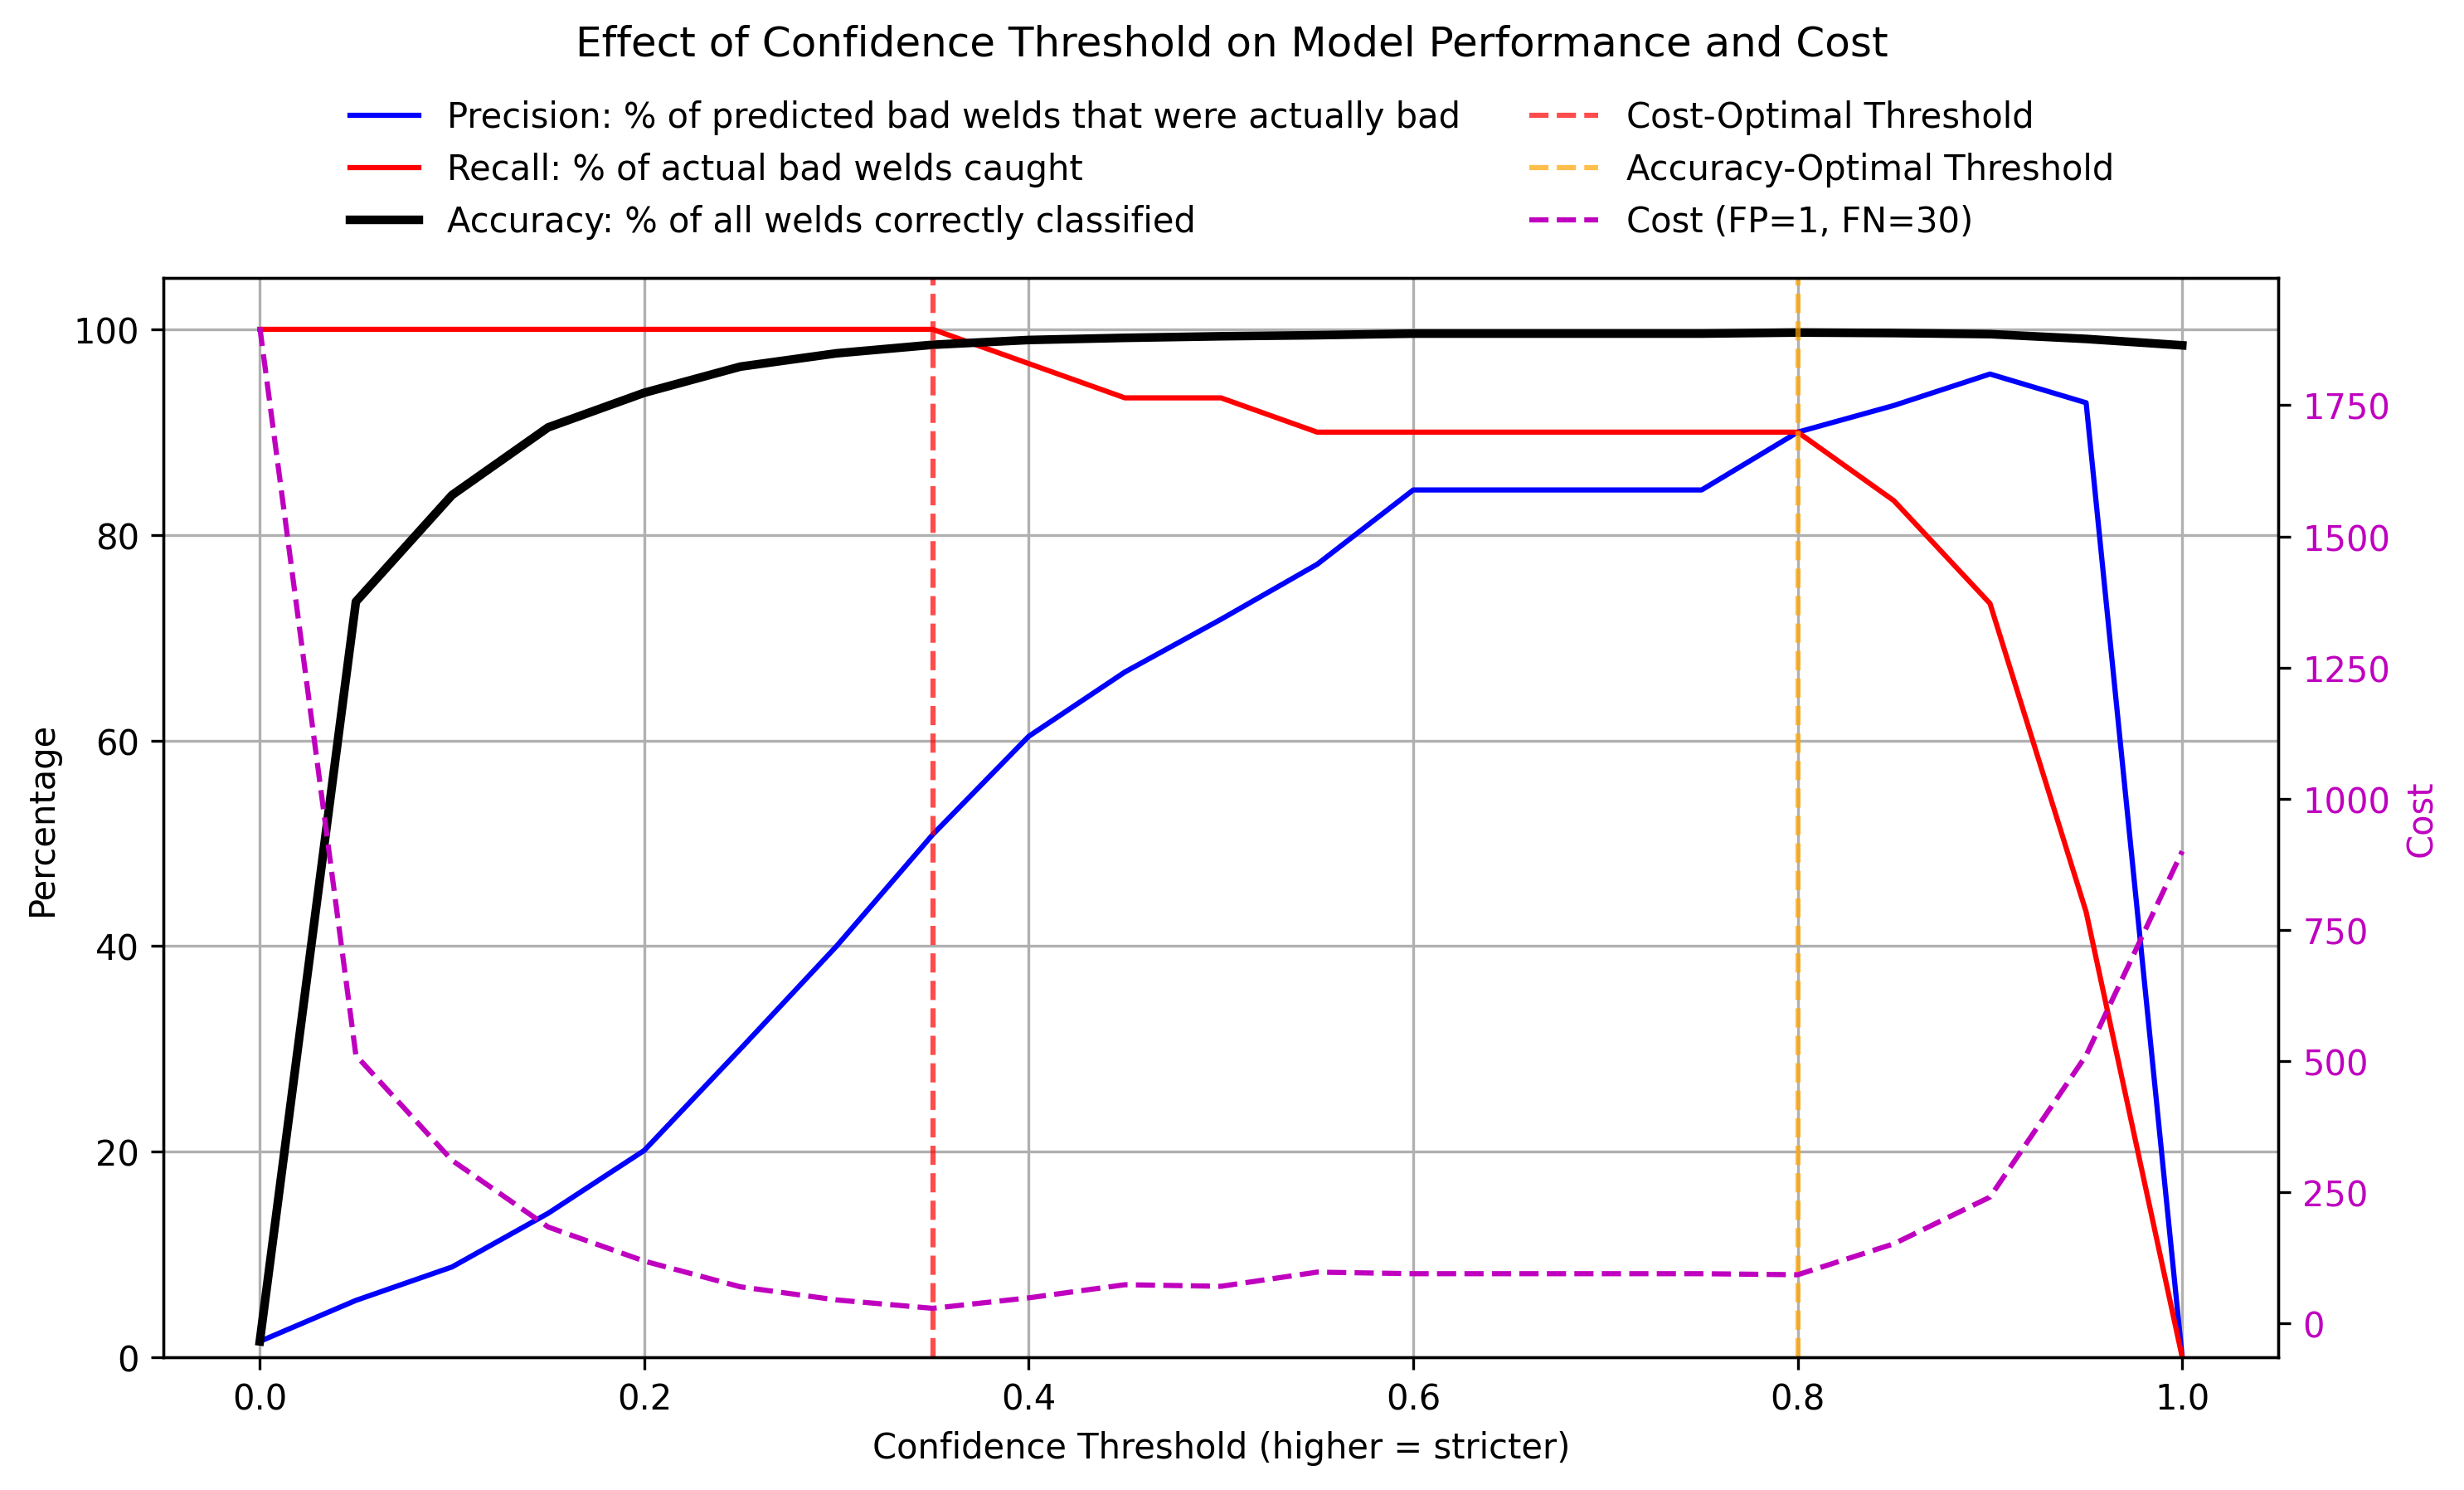 Effect of Confidence Threshold on Model Performance and Cost
Precision: % of predicted bad welds that were actually bad
Recall: % of actual bad welds caught
Accuracy: % of all welds correctly classified
Cost-Optimal Threshold
Accuracy-Optimal Threshold
Cost (FP=1, FN=30)
Percentage
100
80
60
40
20
0
1750
1500
1250
1000
750
500
250
0
Cost
0.0
0.2
0.4
0.6
0.8
1.0
Confidence Threshold (higher = stricter)